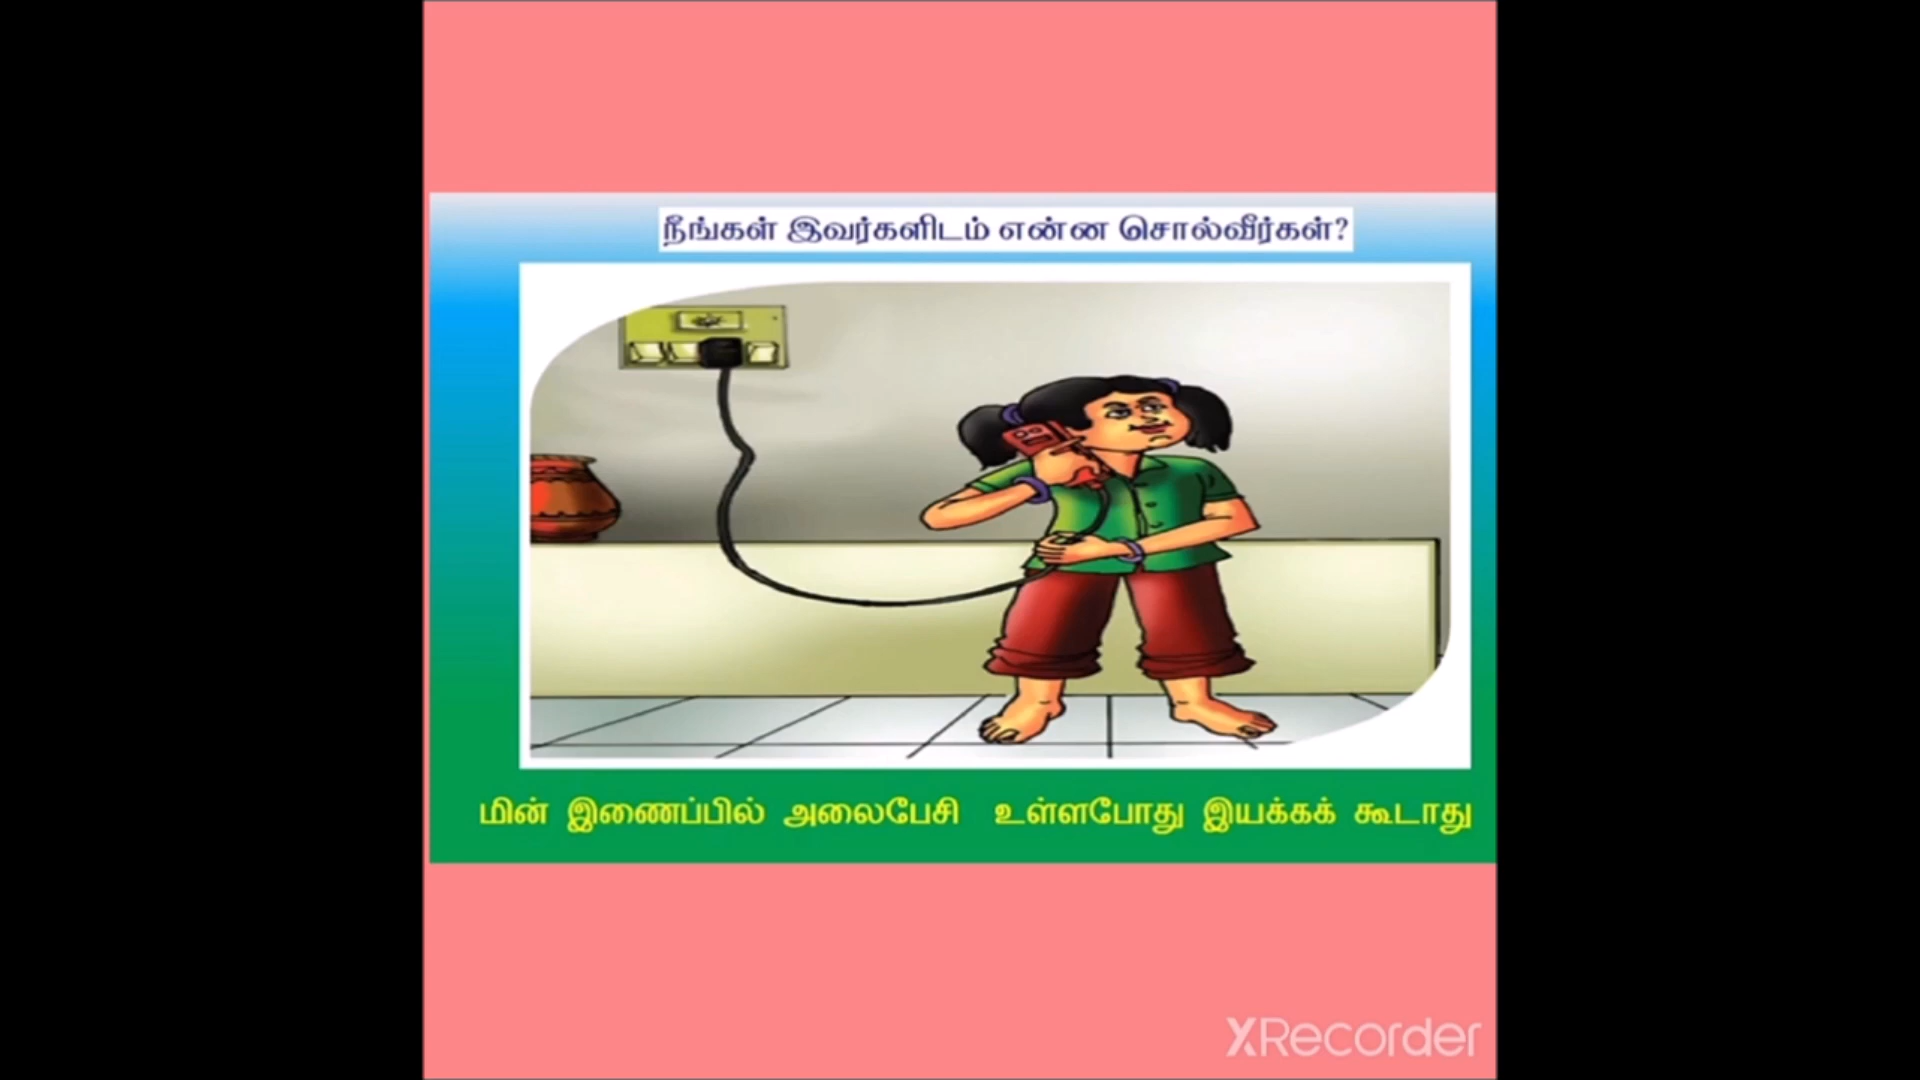 நீங்கள் இவர்களிடம் என்ன சொல்வீர்கள்?
மின் இணைப்பில் அலைபேசி உள்ளபோது இயக்கக் கூடாது
XRecorder